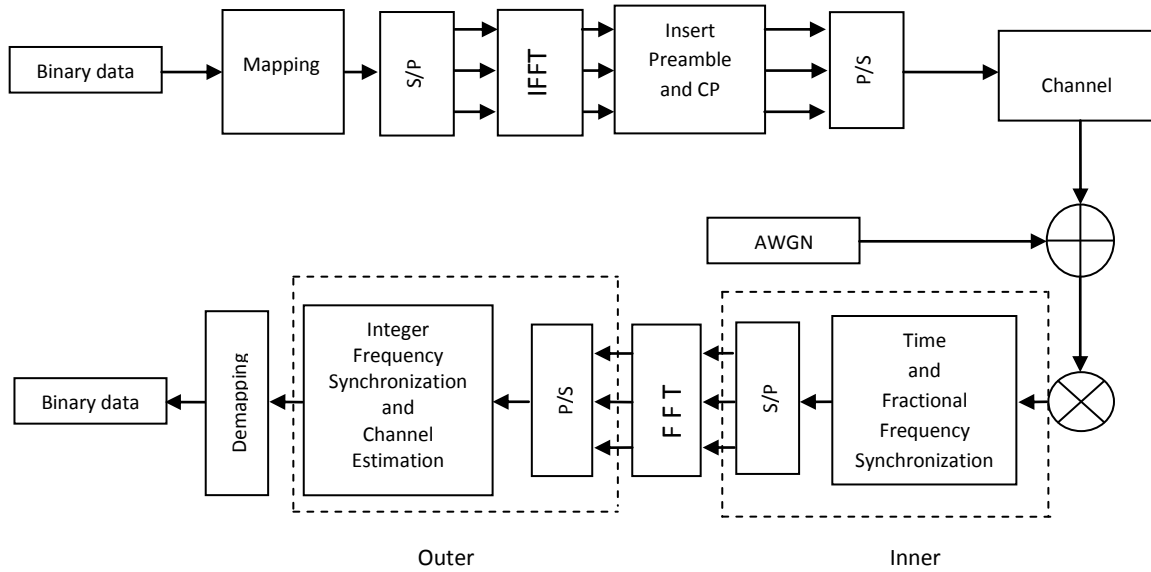 Binary data
Mapping
S/P
IFFT
Insert
Preamble
and CP
P/S
Channel
AWGN
Binary data
Demapping
Integer
Frequency
Synchronization
and
Channel
Estimation
P/S
FFT
S/P
Time
and
Fractional
Frequency
Synchronization
Outer
Inner